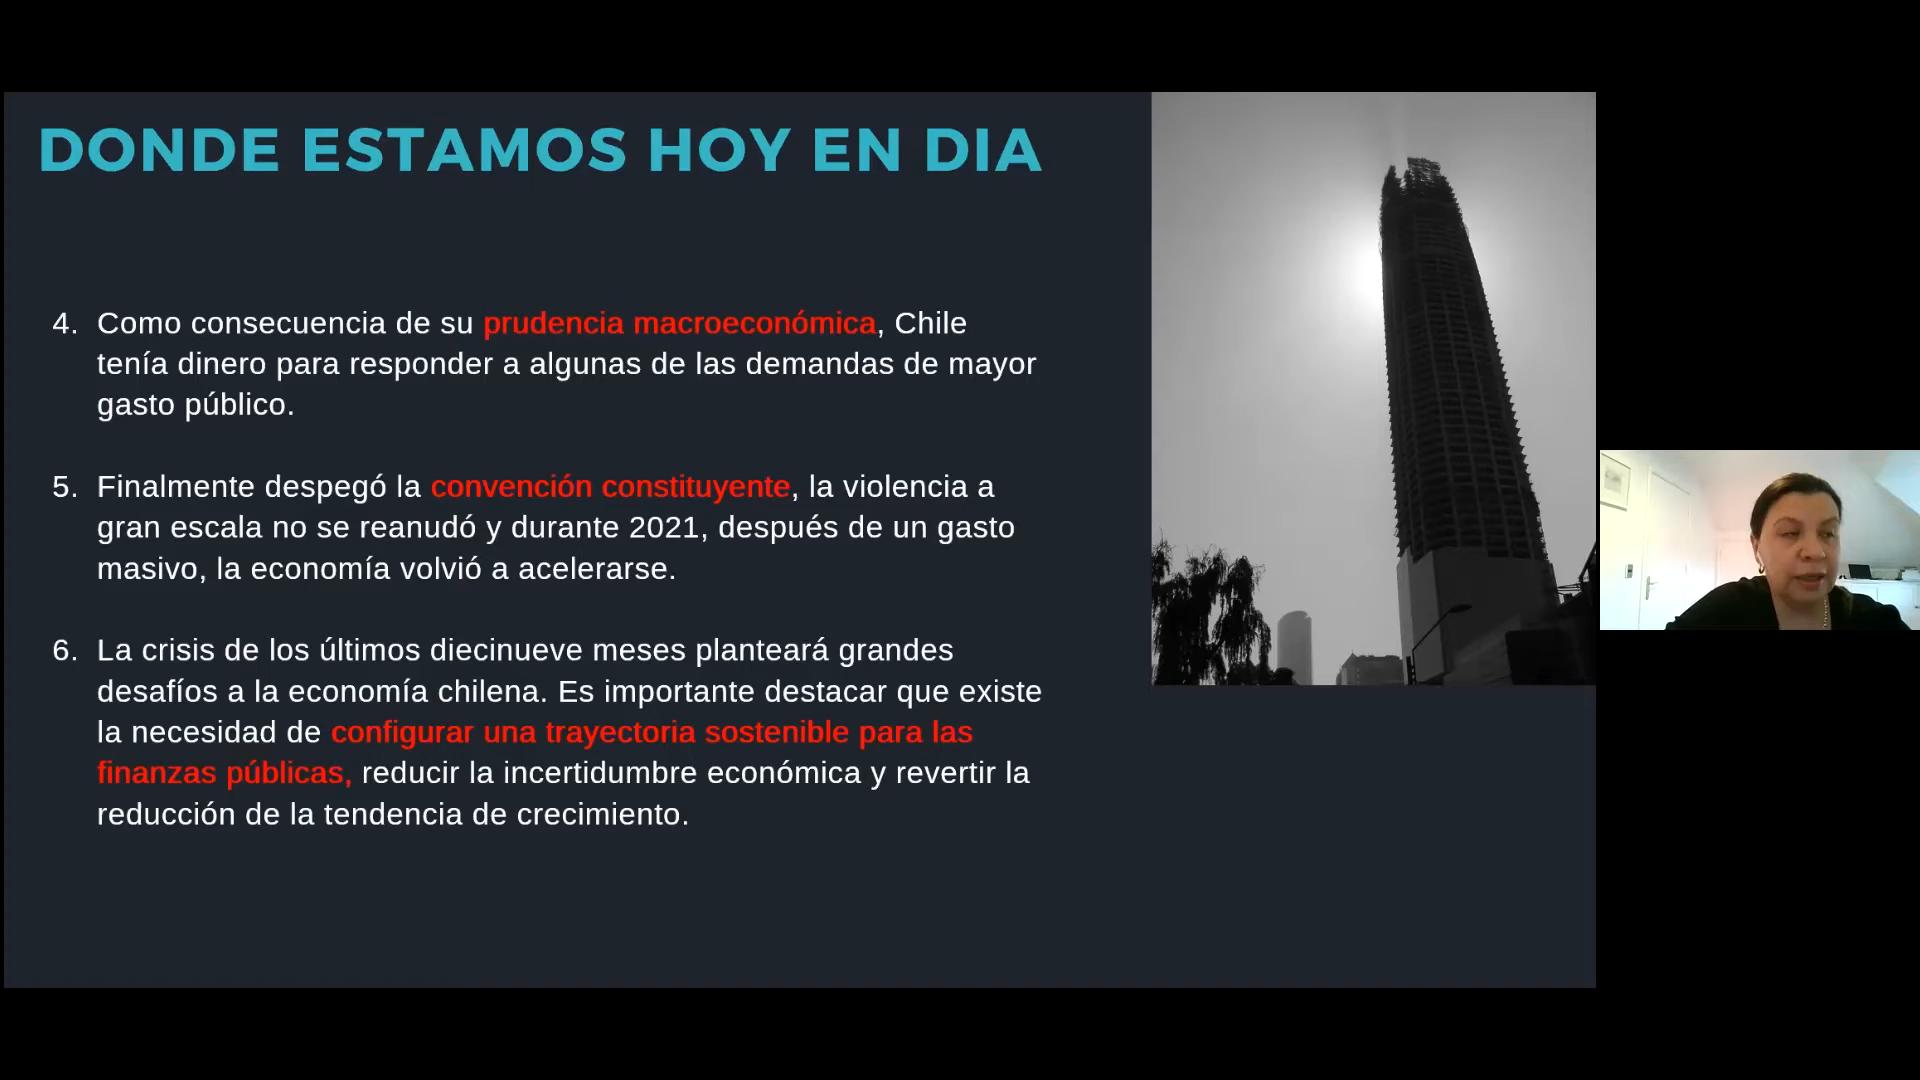 DONDE ESTAMOS HOY EN DIA
4. Como consecuencia de su prudencia macroeconómica, Chile
tenía dinero para responder a algunas de las demandas de mayor
gasto público.
5. Finalmente despegó la convención constituyente, la violencia a
gran escala no se reanudó y durante 2021, después de un gasto
masivo, la economía volvió a acelerarse.
6. La crisis de los últimos diecinueve meses planteará grandes
desafíos a la economía chilena. Es importante destacar que existe
la necesidad de configurar una trayectoria sostenible para las
finanzas públicas, reducir la incertidumbre económica y revertir la
reducción de la tendencia de crecimiento.